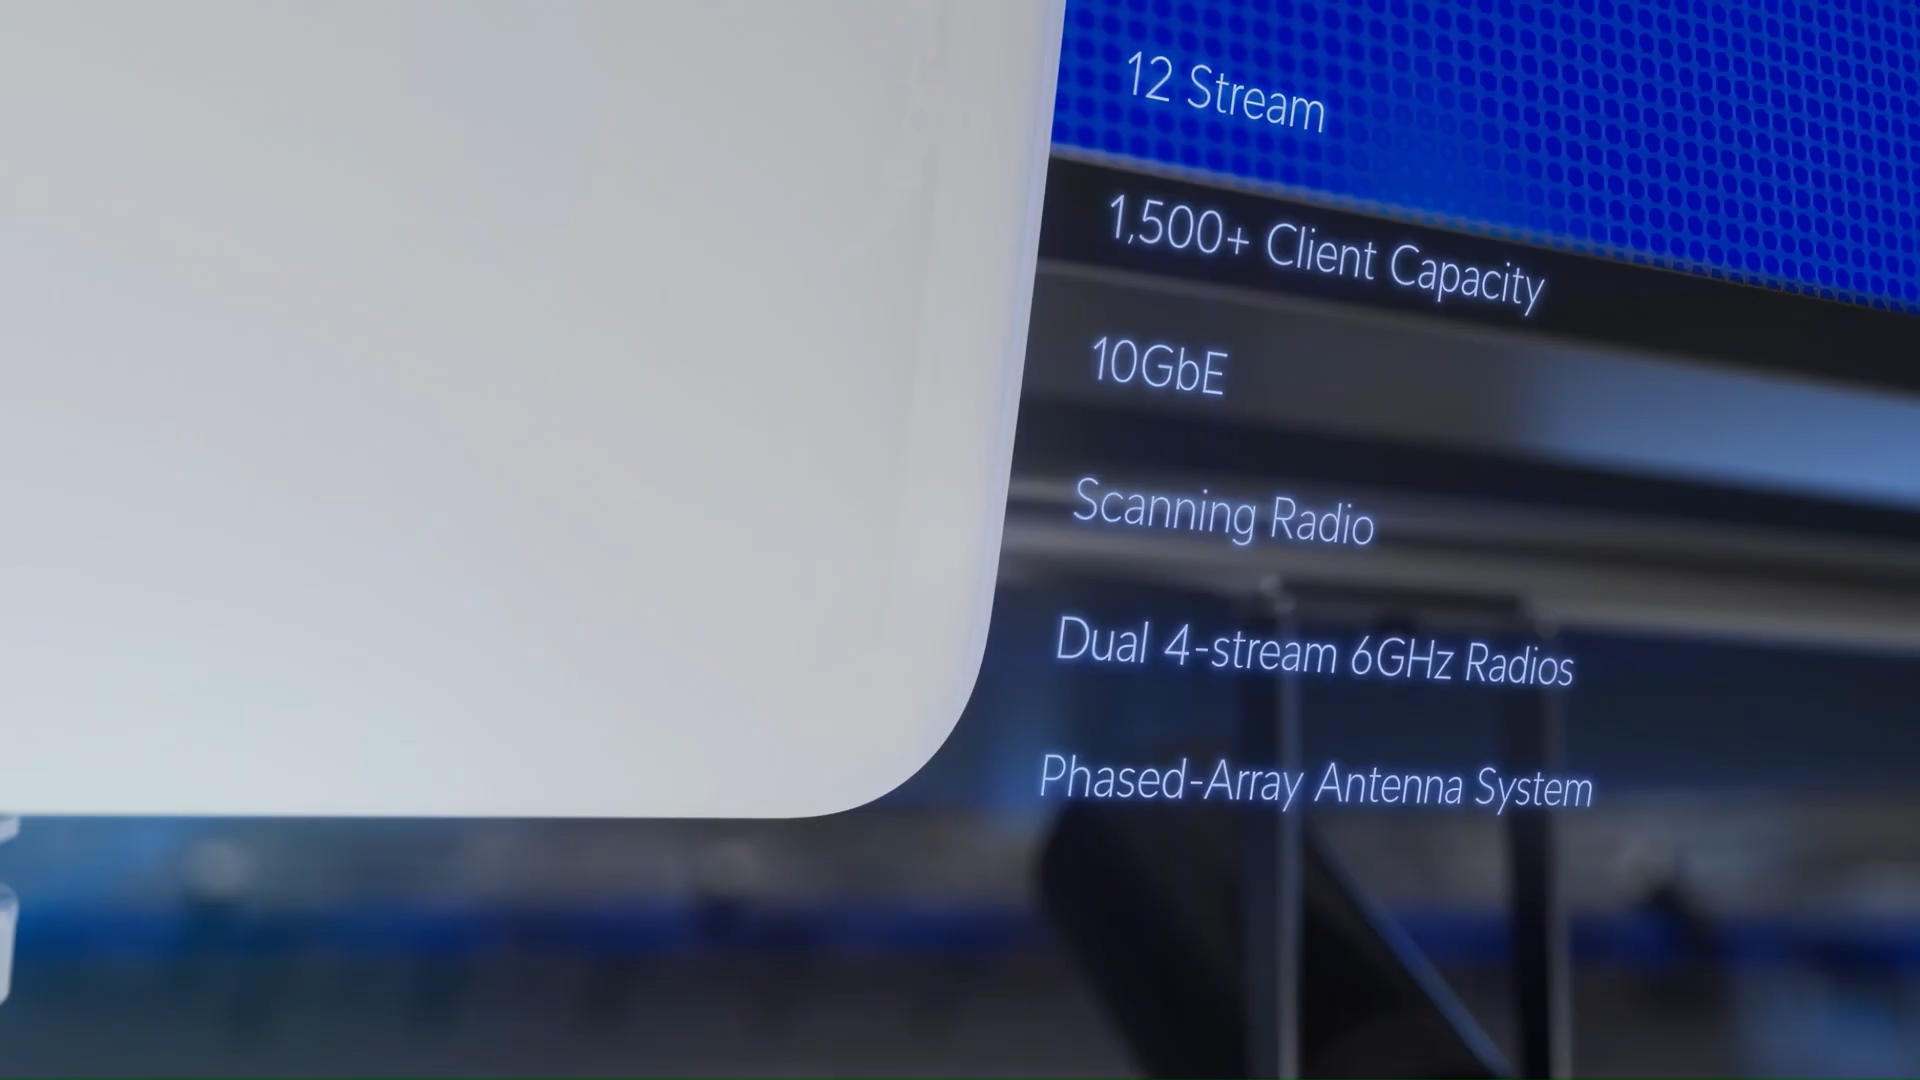 12 Stream
1,500+ Client Capacity
10GbE
Scanning Radio
Dual 4-stream 6GHz Radios
Phased-Array Antenna System